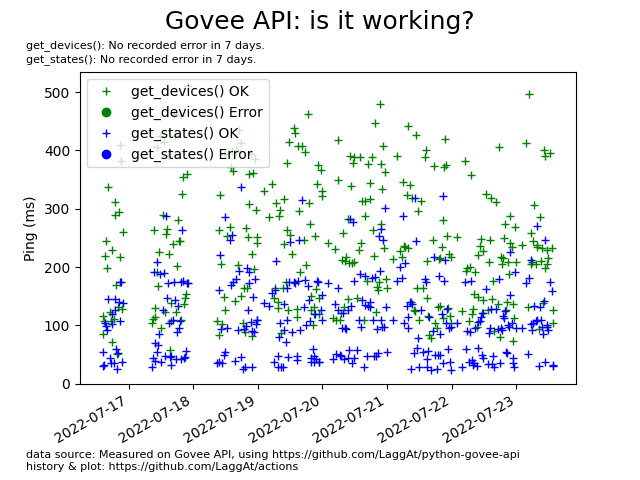 Govee API: is it working?
get_devices(): No recorded error in 7 days.
get_states(): No recorded error in 7 days.
get_devices() OK
get_devices() Error
get_states() OK
get_states() Error
Ping (ms)
500
400
300
200
100
0
2022-07-17
2022-07-18
2022-07-19
2022-07-20
2022-07-21
2022-07-22
2022-07-23
data source: Measured on Govee API, using https://github.com/LaggAt/python-govee-api
history & plot: https://github.com/LaggAt/actions